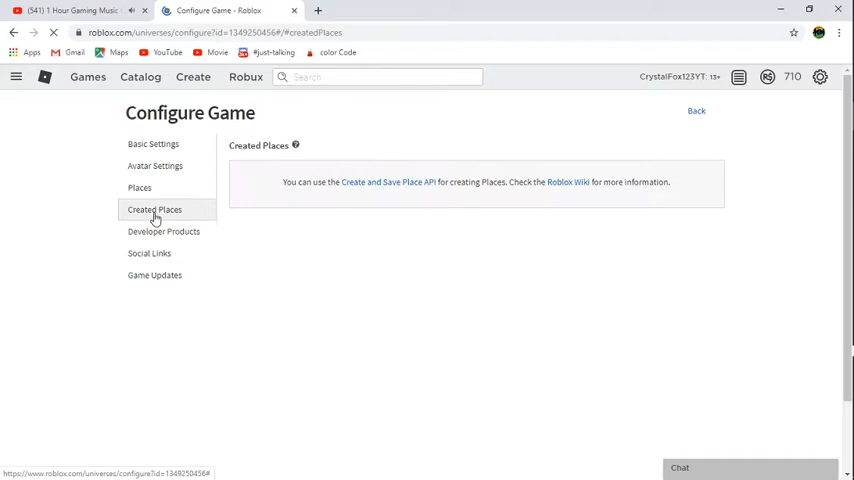 (541) 1 Hour Gaming Music
Configure Game - Roblox
roblox.com/universes/configure?id=1349250456#/#createdPlaces
Apps Gmail Maps YouTube Movie #just-talking color Code
Games Catalog Create Robux Search CrystalFox123YT: 13+ 710
Configure Game Back
Basic Settings
Created Places
Avatar Settings
You can use the Create and Save Place API for creating Places. Check the Roblox Wiki for more information.
Places
Created Places
Developer Products
Social Links
Game Updates
Chat
https://www.roblox.com/universes/configure?id=1349250456#